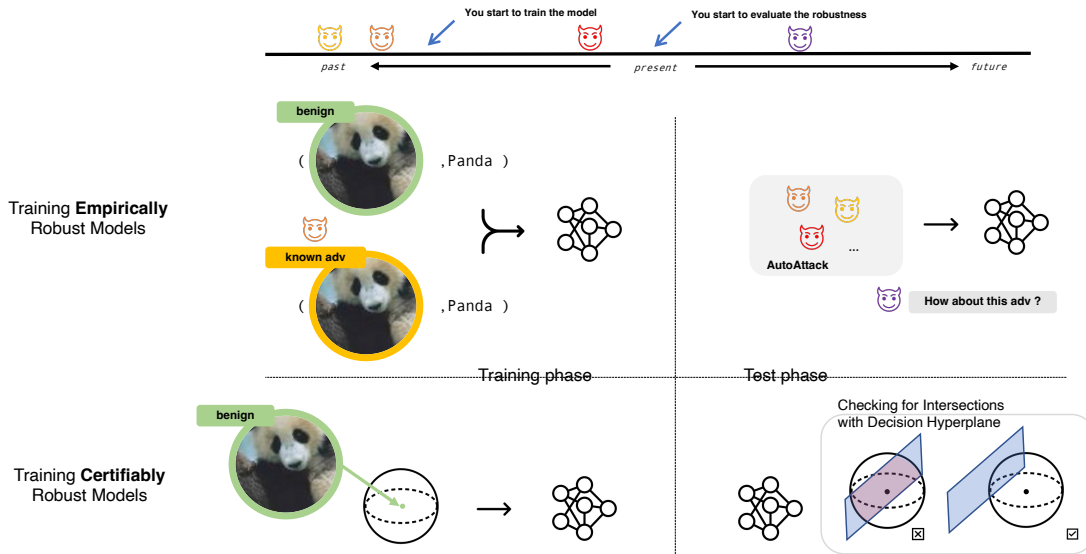 You start to train the model
You start to evaluate the robustness
past
present
future
benign
( ,Panda )
Training Empirically
Robust Models
known adv
( ,Panda )
...
AutoAttack
How about this adv ?
Training phase
Test phase
benign
Training Certifiably
Robust Models
Checking for Intersections
with Decision Hyperplane